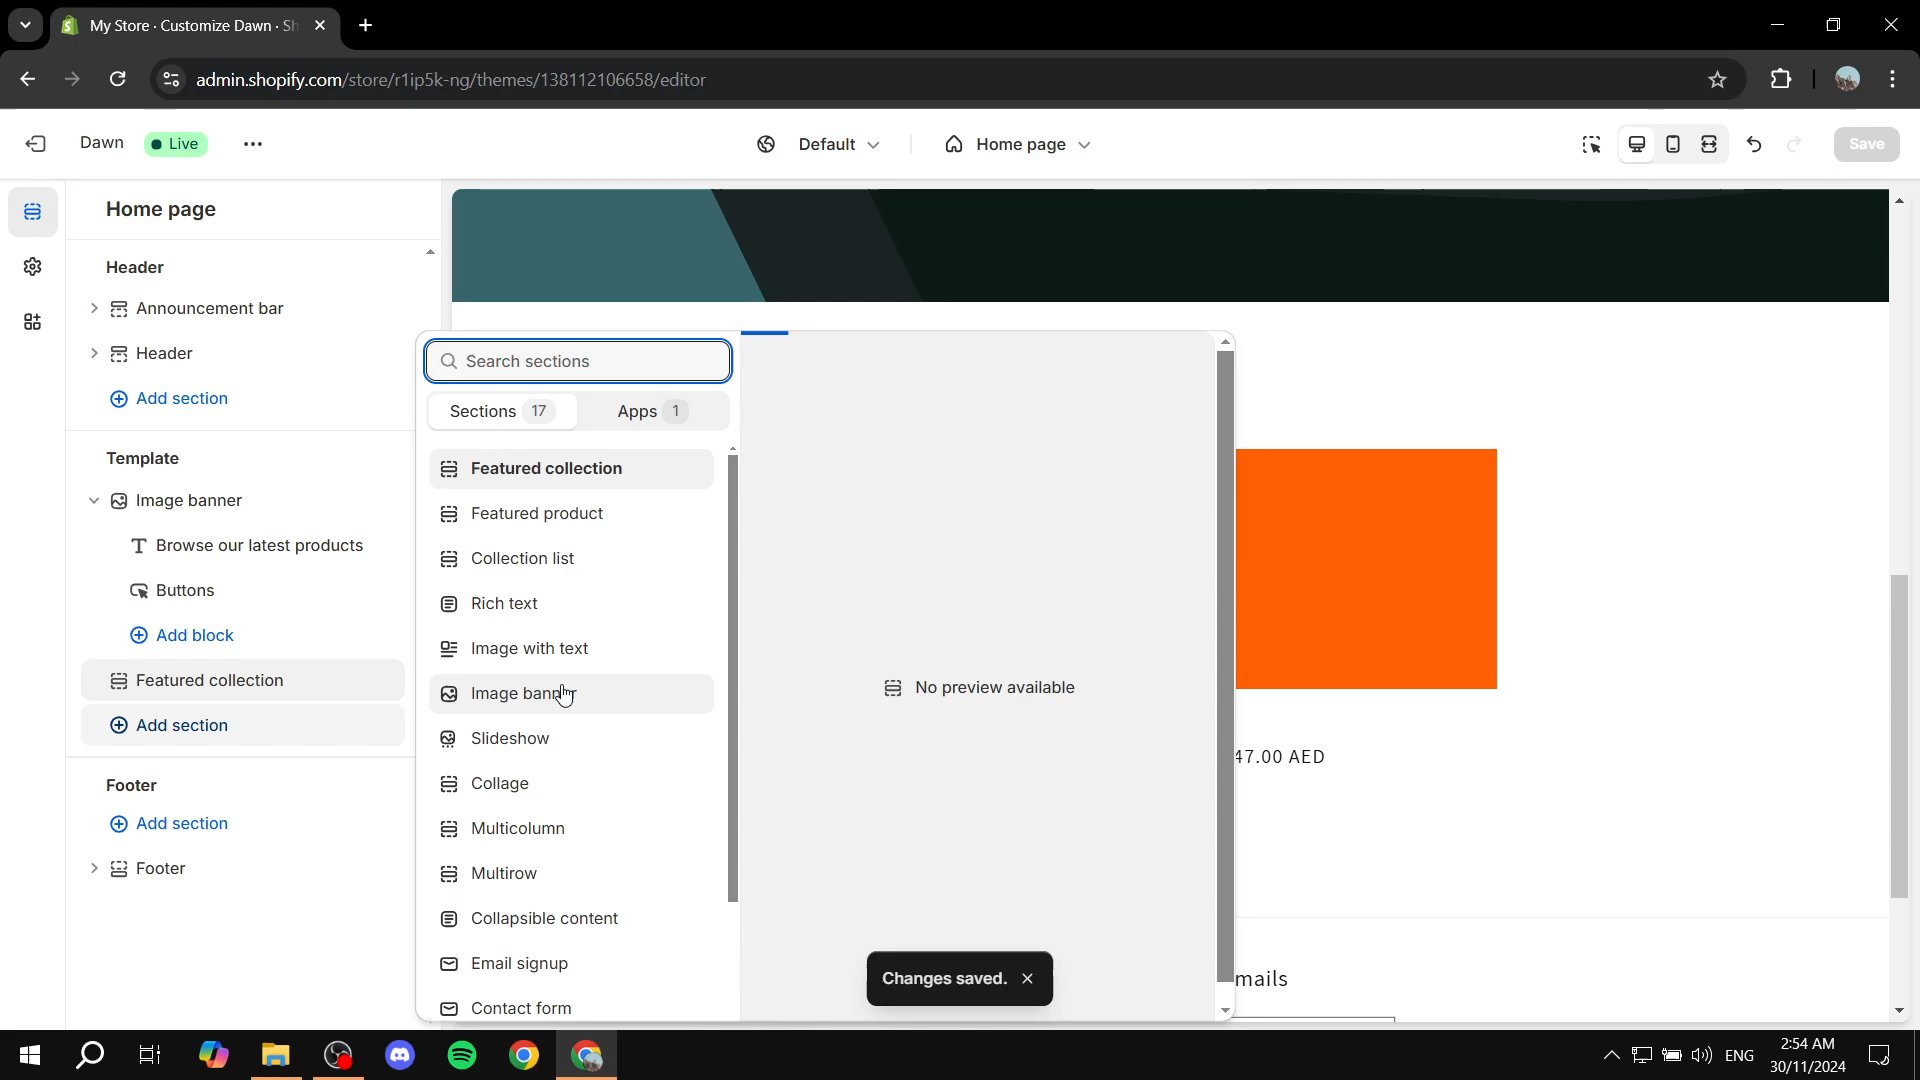 My Store · Customize Dawn · Sh
admin.shopify.com/store/r1ip5k-ng/themes/138112106658/editor
Dawn
Live
Default
Home page
Save
Home page
Header
Announcement bar
Header
Add section
Template
Image banner
Browse our latest products
Buttons
Add block
Featured collection
Add section
Footer
Add section
Footer
Search sections
Sections 17
Apps 1
Featured collection
Featured product
Collection list
Rich text
Image with text
Image banner
Slideshow
Collage
Multicolumn
Multirow
Collapsible content
Email signup
Contact form
No preview available
Changes saved.
47.00 AED
mails
ENG
2:54 AM
30/11/2024